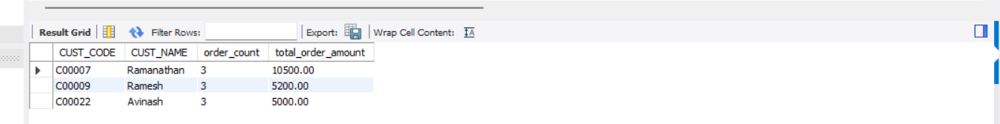 Result Grid Filter Rows: Export: Wrap Cell Content:
CUST_CODE CUST_NAME order_count total_order_amount
C00007 Ramanathan 3 10500.00
C00009 Ramesh 3 5200.00
C00022 Avinash 3 5000.00